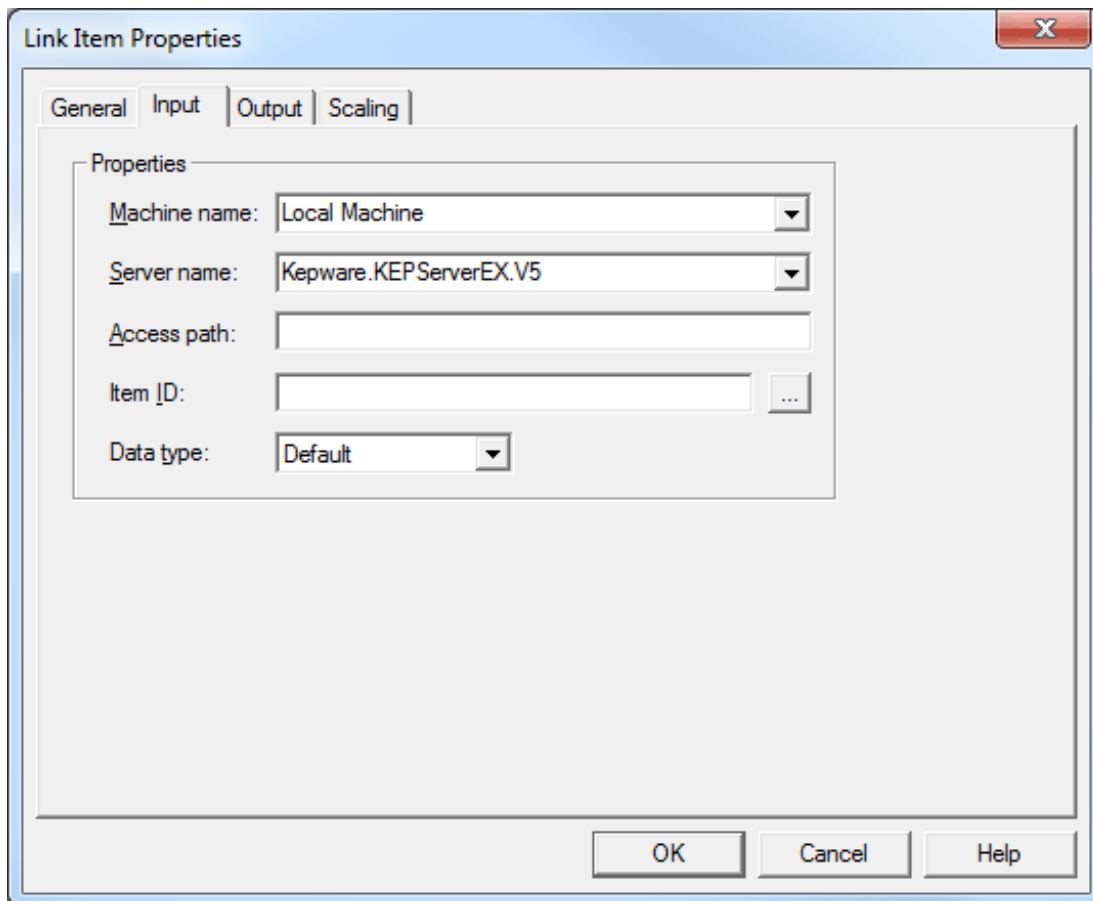 Link Item Properties
General Input Output Scaling
Properties
Machine name: Local Machine
Server name: Kepware.KEPServerEX.V5
Access path:
Item ID: ...
Data type: Default
OK Cancel Help